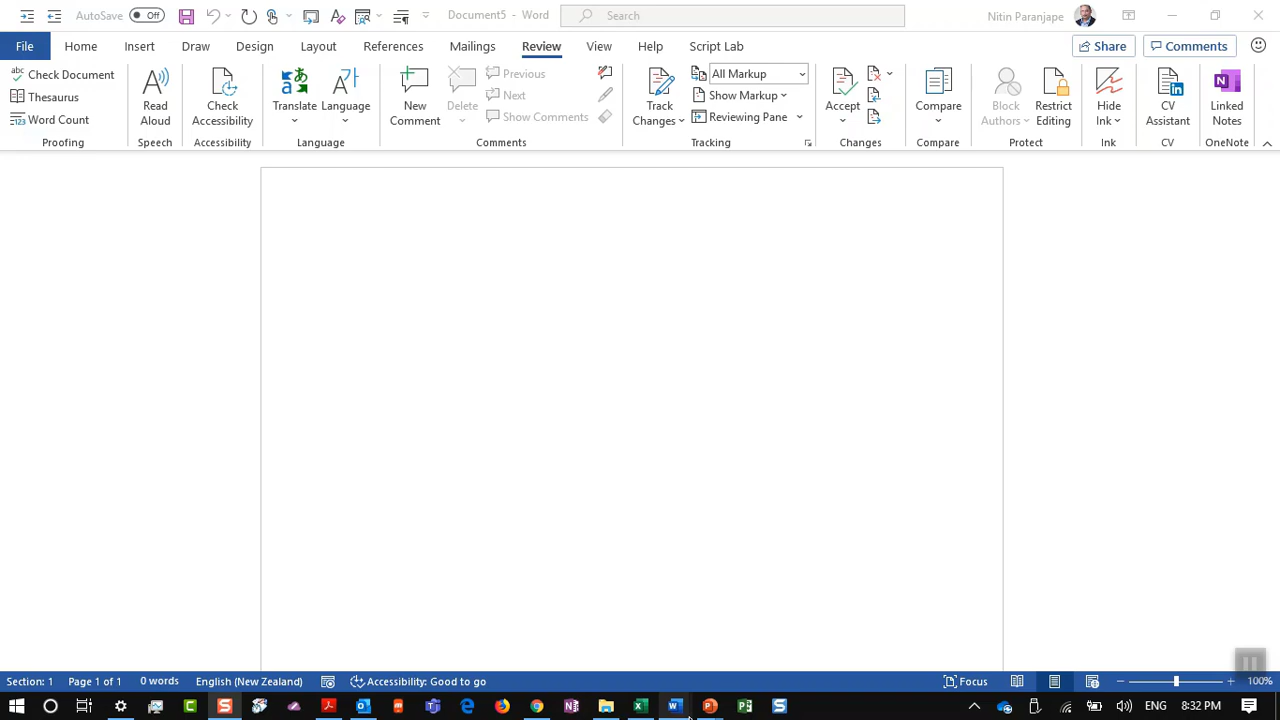 AutoSave Off Document5 - Word Search Nitin Paranjape
File Home Insert Draw Design Layout References Mailings Review View Help Script Lab Share Comments
abc Check Document
Thesaurus
123 Word Count
Proofing
Read Aloud
Speech
Check Accessibility
Accessibility
Translate Language
Language
New Comment Delete
Previous
Next
Show Comments
Comments
Track Changes
All Markup
Show Markup
Reviewing Pane
Tracking
Accept
Changes
Compare
Compare
Block Authors Restrict Editing
Protect
Hide Ink
Ink
CV Assistant
CV
Linked Notes
OneNote
Section: 1 Page 1 of 1 0 words English (New Zealand) Accessibility: Good to go Focus 100%
ENG 8:32 PM